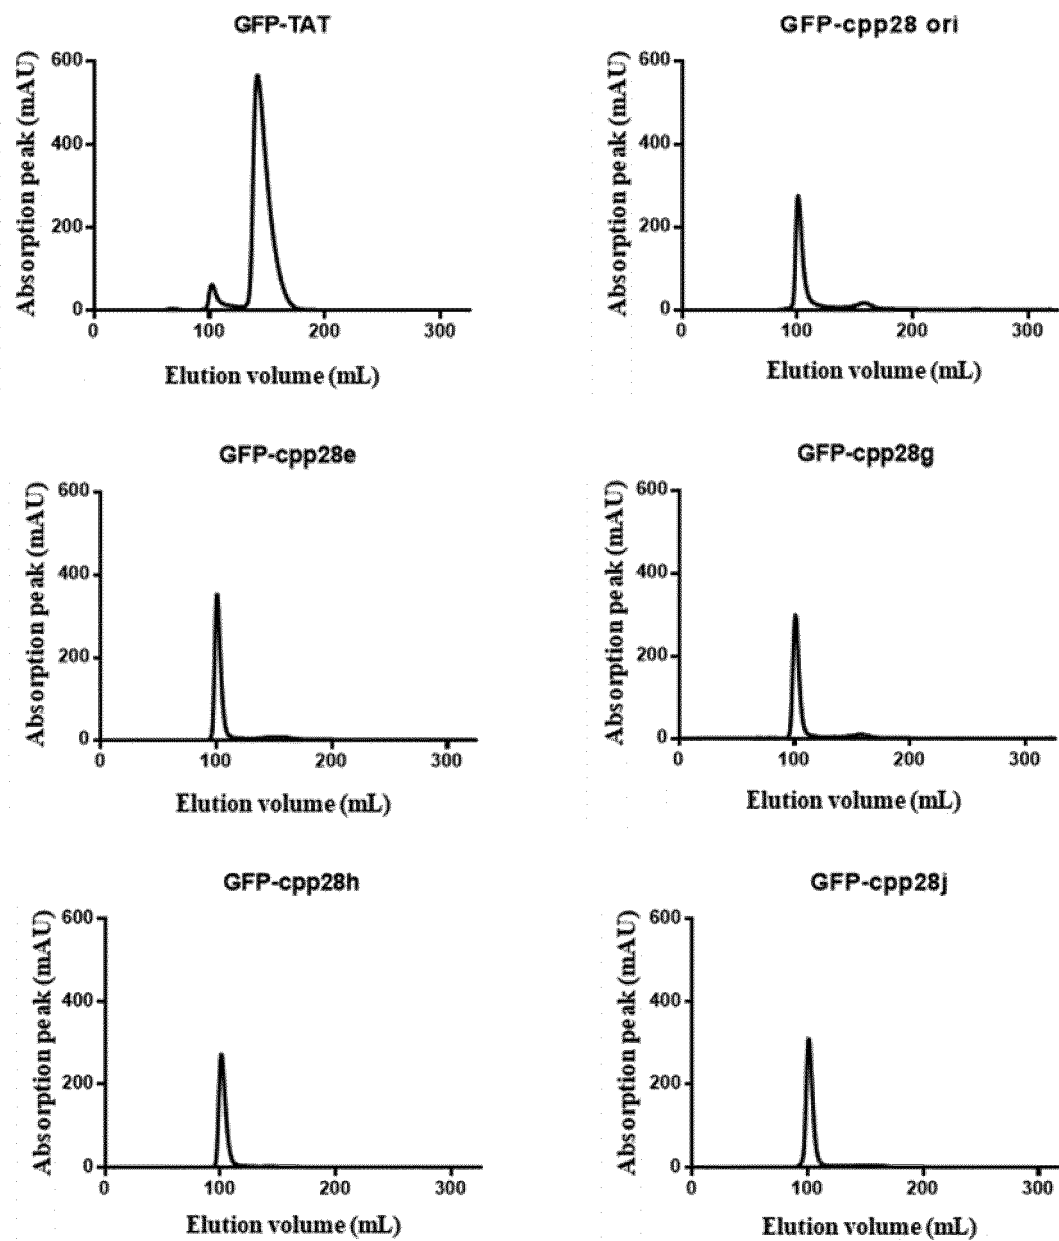 GFP-TAT
Absorption peak (mAU)
600
400
200
0
0 100 200 300
Elution volume (mL)
GFP-cpp28 ori
Absorption peak (mAU)
600
400
200
0
0 100 200 300
Elution volume (mL)
GFP-cpp28e
Absorption peak (mAU)
600
400
200
0
0 100 200 300
Elution volume (mL)
GFP-cpp28g
Absorption peak (mAU)
600
400
200
0
0 100 200 300
Elution volume (mL)
GFP-cpp28h
Absorption peak (mAU)
600
400
200
0
0 100 200 300
Elution volume (mL)
GFP-cpp28j
Absorption peak (mAU)
600
400
200
0
0 100 200 300
Elution volume (mL)